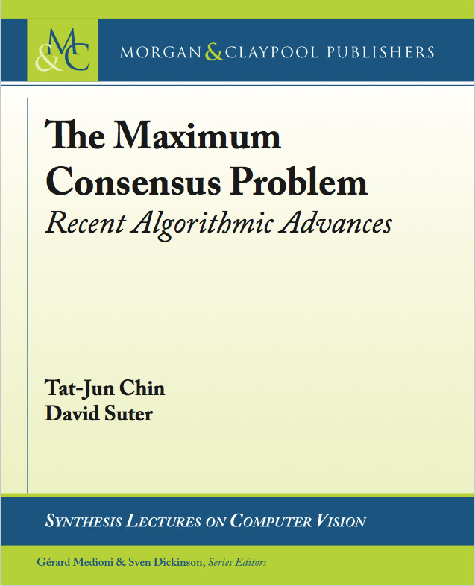 M&C
MORGAN&CLAYPOOL PUBLISHERS
The Maximum
Consensus Problem
Recent Algorithmic Advances
Tat-Jun Chin
David Suter
SYNTHESIS LECTURES ON COMPUTER VISION
Gérard Medioni & Sven Dickinson, Series Editors